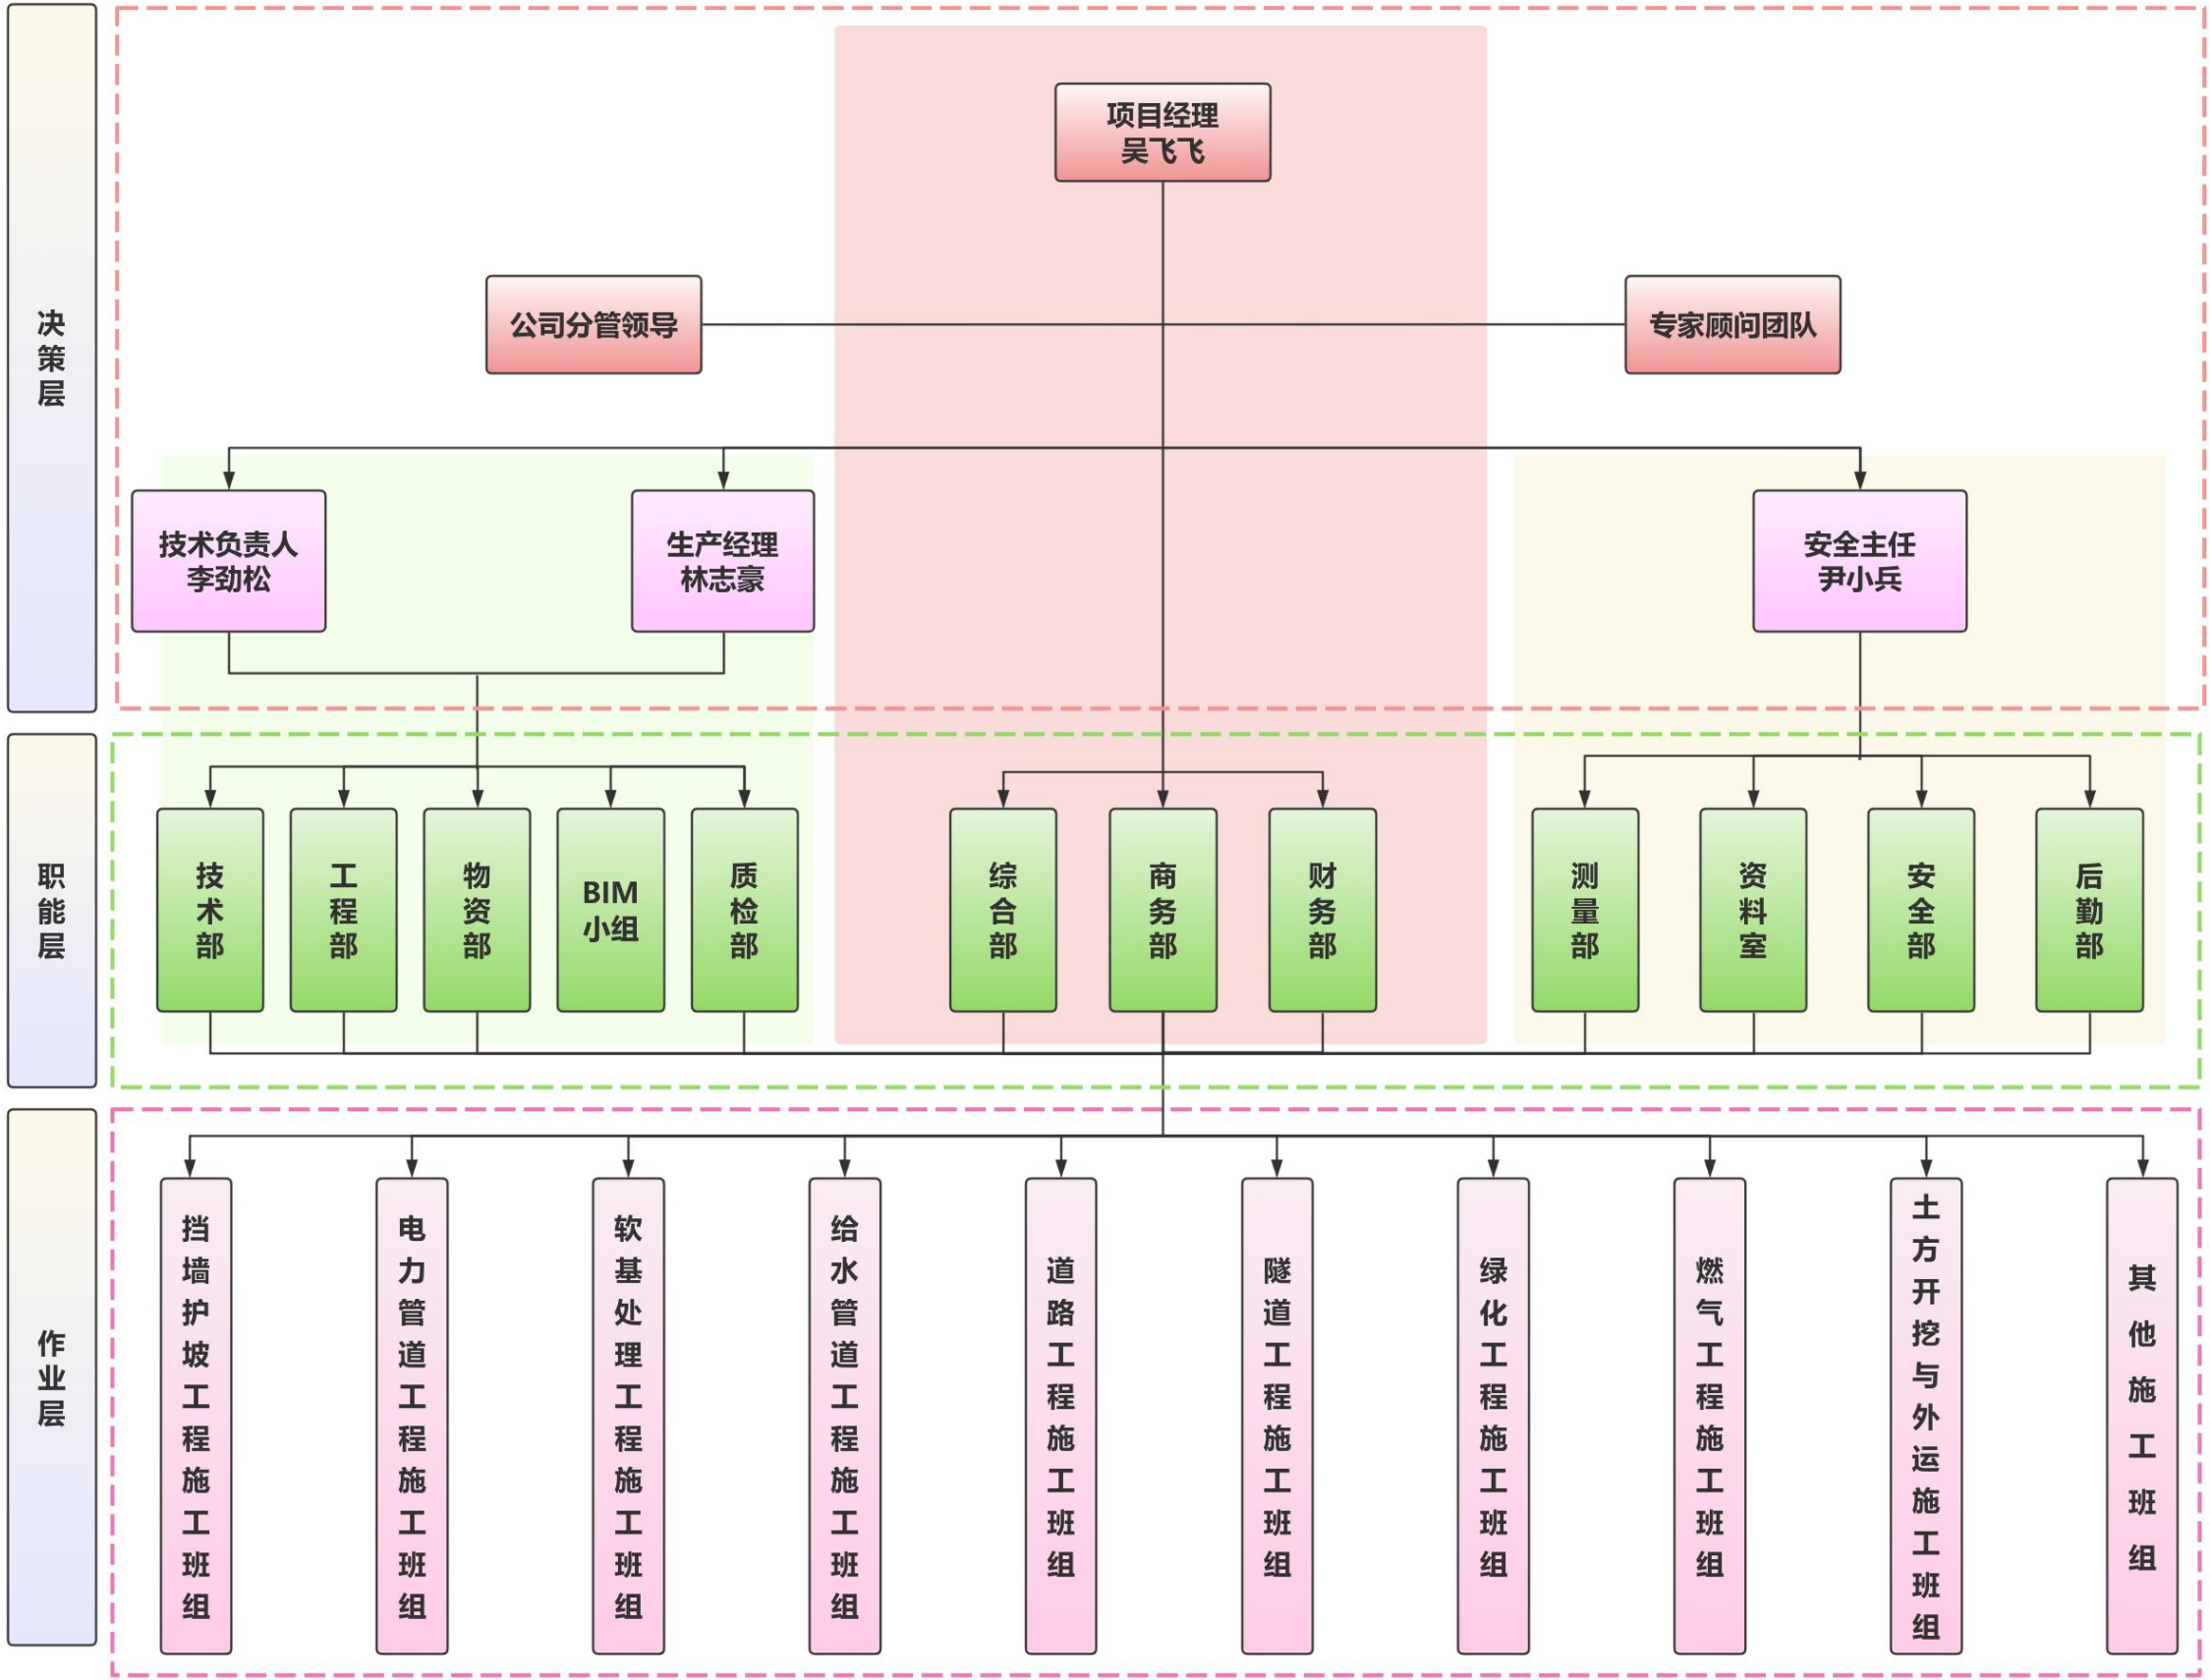 决策层
项目经理
吴飞飞
公司分管领导
专家顾问团队
技术负责人
李劲松
生产经理
林志豪
安全主任
尹小兵
职能层
技术部
工程部
物资部
BIM
小组
质检部
综合部
商务部
财务部
测量部
资料室
安全部
后勤部
作业层
挡墙护坡工程施工班组
电力管道工程施工班组
软基处理工程施工班组
给水管道工程施工班组
道路工程施工班组
隧道工程施工班组
绿化工程施工班组
燃气工程施工班组
土方开挖与外运施工班组
其他施工班组